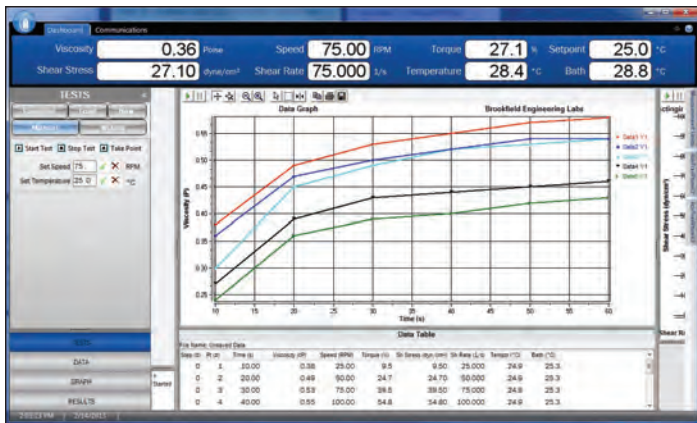 Dashboard Communications
Viscosity 0.36 Poise Speed 75.00 RPM Torque 27.1 % Setpoint 25.0 °C
Shear Stress 27.10 dyne/cm² Shear Rate 75.000 1/s Temperature 28.4 °C Bath 28.8 °C
TESTS
Start Test Stop Test Take Point
Set Speed 75. RPM
Set Temperature 25.0 °C
Data Graph Brookfield Engineering Labs
Viscosity (P)
0.55
0.50
0.45
0.40
0.35
0.30
0.25
10 15 20 25 30 35 40 45 50 55 60
Time (s)
Data1 Y1
Data2 Y1
Data4 Y1
Shear Stress (dyne/cm²)
Data Table
File Name: Unsaved Data
Time (s) Viscosity (P) Speed (RPM) Torque (%) Sh Rate (1/s) Temp (°C) Bath (°C)
0 1 10.00 0.38 25.00 9.5 9.50 25.000 24.9 25.3
0 2 20.00 0.49 50.00 24.7 24.70 50.000 24.9 25.3
0 3 30.00 0.53 75.00 39.5 39.50 75.000 24.9 25.3
0 4 40.00 0.55 100.00 54.8 54.80 100.000 24.9 25.3
TESTS
DATA
GRAPH
RESULTS
Started
2/14/2011